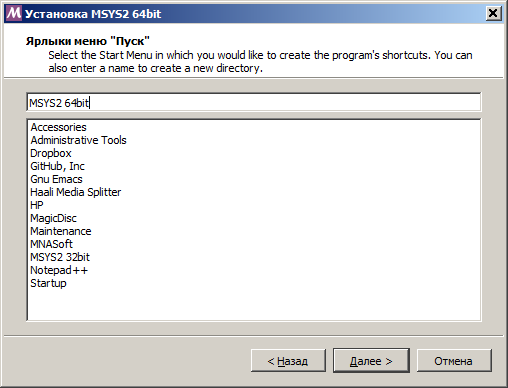 Установка MSYS2 64bit
Ярлыки меню "Пуск"
Select the Start Menu in which you would like to create the program's shortcuts. You can
also enter a name to create a new directory.
MSYS2 64bit
Accessories
Administrative Tools
Dropbox
GitHub, Inc
Gnu Emacs
Haali Media Splitter
HP
MagicDisc
Maintenance
MNASoft
MSYS2 32bit
Notepad++
Startup
< Назад
Далее >
Отмена